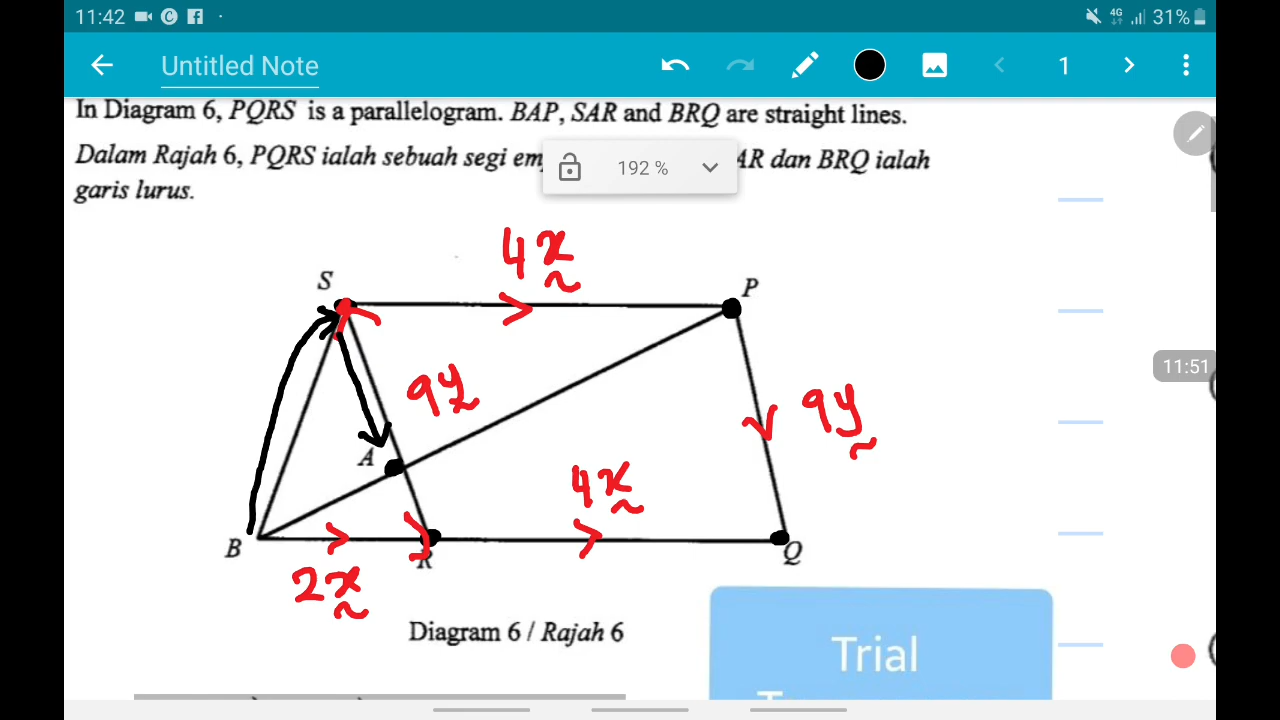 11:42
4G 31%
Untitled Note
1
In Diagram 6, PQRS is a parallelogram. BAP, SAR and BRQ are straight lines.
Dalam Rajah 6, PQRS ialah sebuah segi em AR dan BRQ ialah
192 %
garis lurus.
4x
S
P
9y
9y
11:51
A
4x
B
R
Q
2x
Diagram 6 / Rajah 6
Trial